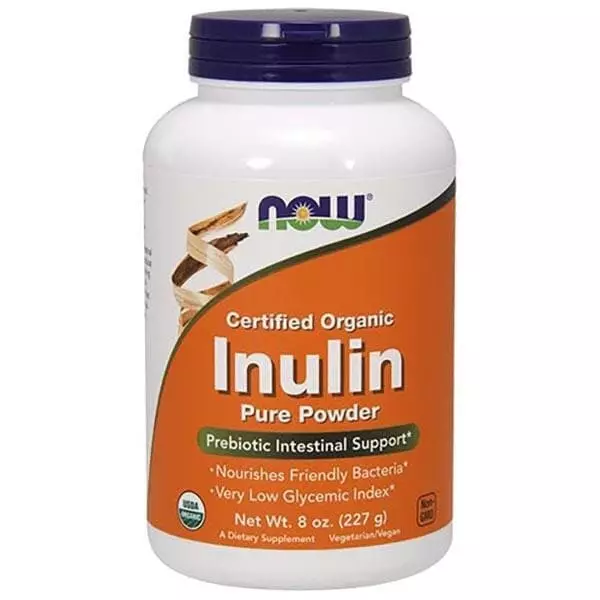 NOW®
Certified Organic
Inulin
Pure Powder
Prebiotic Intestinal Support*
*Nourishes Friendly Bacteria*
*Very Low Glycemic Index*
USDA
ORGANIC
Net Wt. 8 oz. (227 g)
A Dietary Supplement Vegetarian/Vegan
Non-
GMO